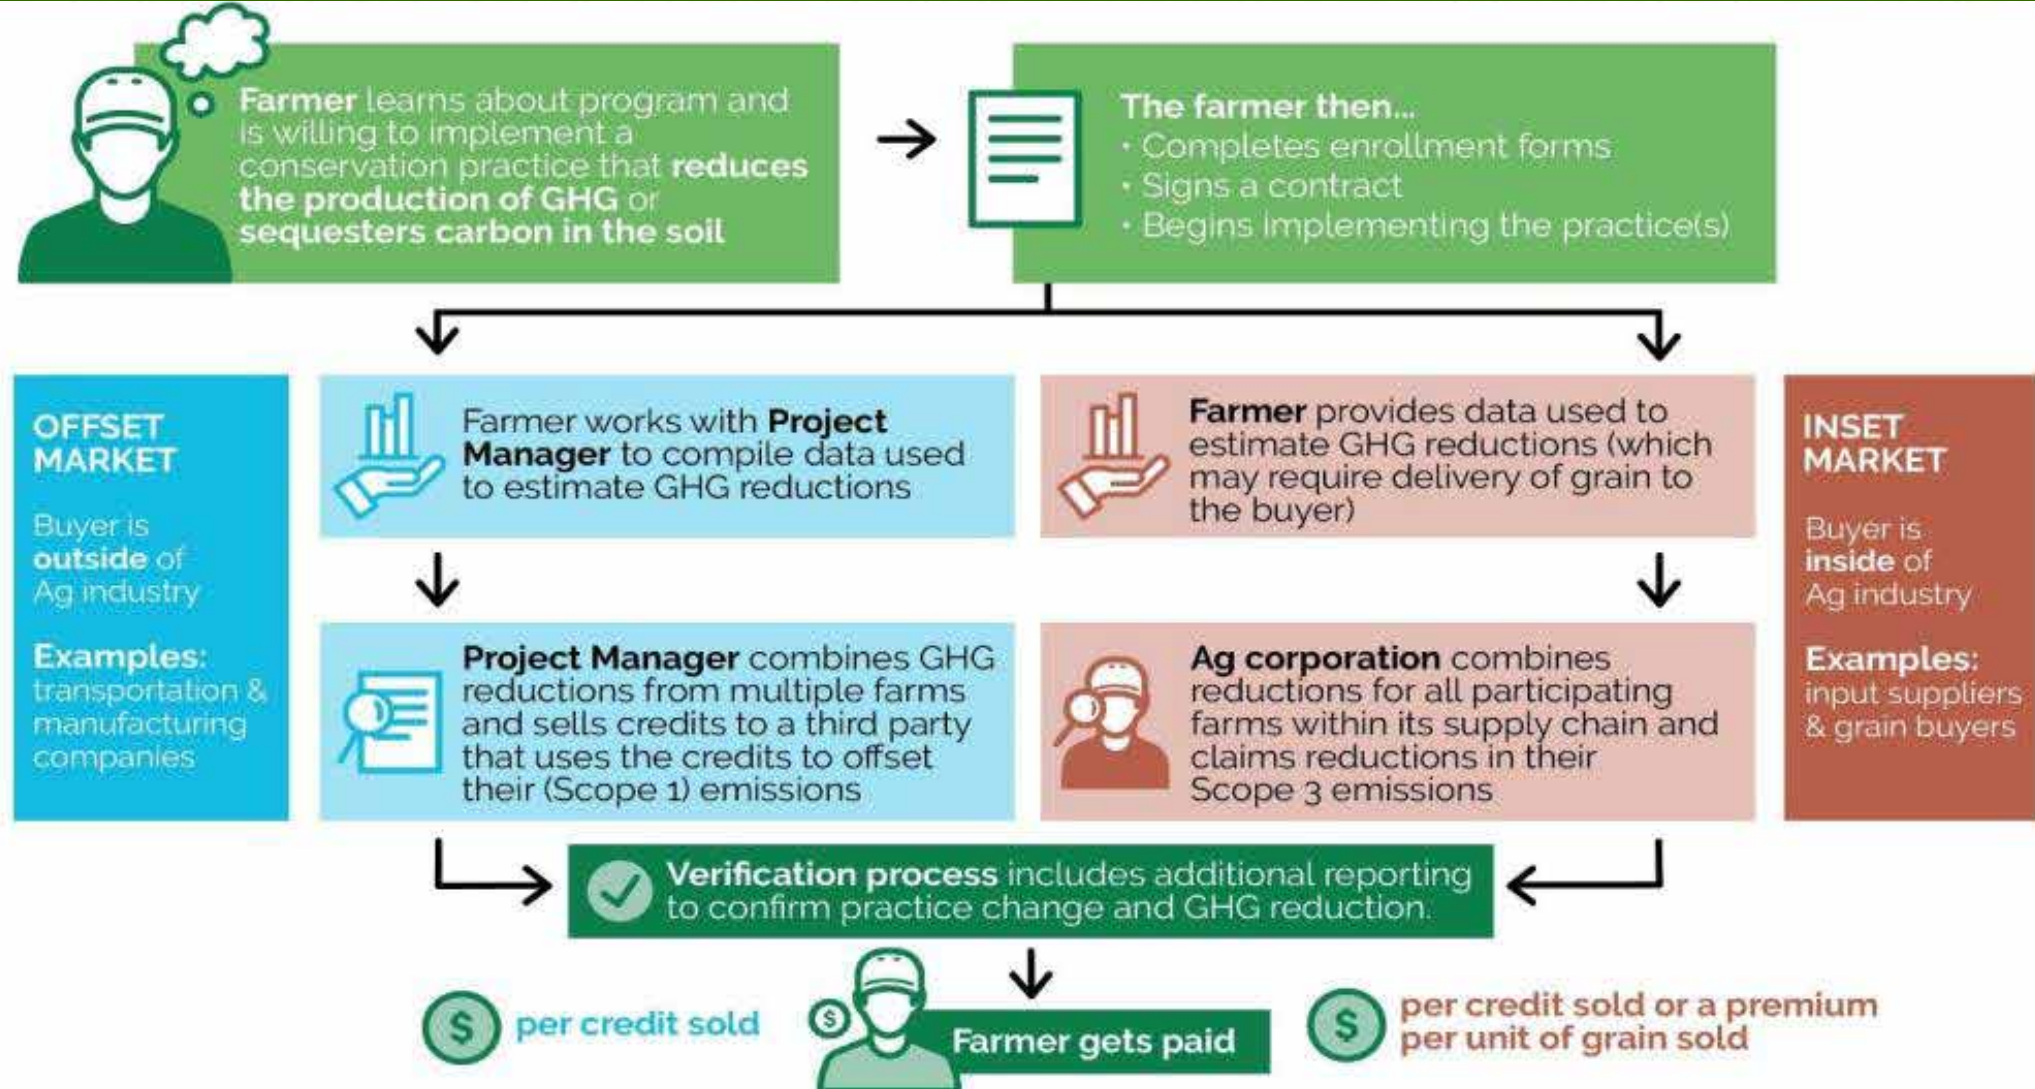 Farmer learns about program and
is willing to implement a
conservation practice that reduces
the production of GHG or
sequesters carbon in the soil
The farmer then...
• Completes enrollment forms
• Signs a contract
• Begins implementing the practice(s)
OFFSET
MARKET
Buyer is
outside of
Ag industry
Examples:
transportation &
manufacturing
companies
Farmer works with Project
Manager to compile data used
to estimate GHG reductions
Project Manager combines GHG
reductions from multiple farms
and sells credits to a third party
that uses the credits to offset
their (Scope 1) emissions
Farmer provides data used to
estimate GHG reductions (which
may require delivery of grain to
the buyer)
Ag corporation combines
reductions for all participating
farms within its supply chain and
claims reductions in their
Scope 3 emissions
INSET
MARKET
Buyer is
inside of
Ag industry
Examples:
input suppliers
& grain buyers
Verification process includes additional reporting
to confirm practice change and GHG reduction.
$
per credit sold
$
Farmer gets paid
$
per credit sold or a premium
per unit of grain sold